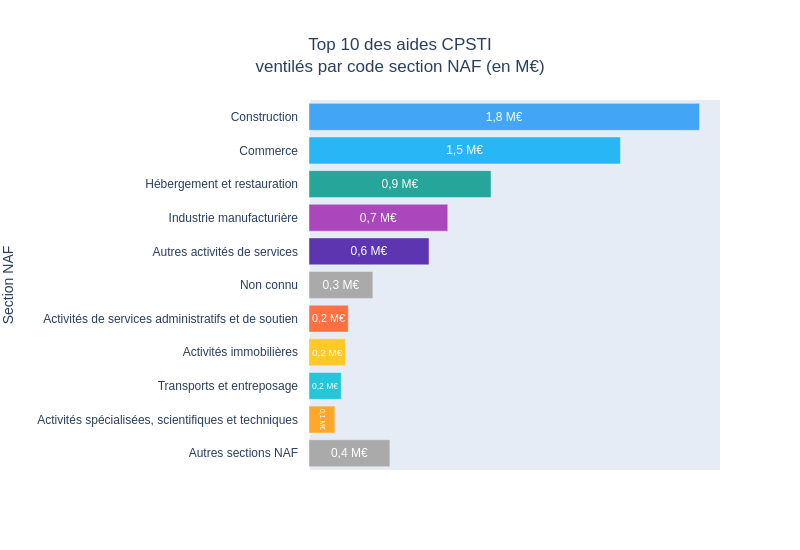 Top 10 des aides CPSTI
ventilés par code section NAF (en M€)
Section NAF
Construction 1,8 M€
Commerce 1,5 M€
Hébergement et restauration 0,9 M€
Industrie manufacturière 0,7 M€
Autres activités de services 0,6 M€
Non connu 0,3 M€
Activités de services administratifs et de soutien 0,2 M€
Activités immobilières 0,2 M€
Transports et entreposage 0,2 M€
Activités spécialisées, scientifiques et techniques 0,1 M€
Autres sections NAF 0,4 M€